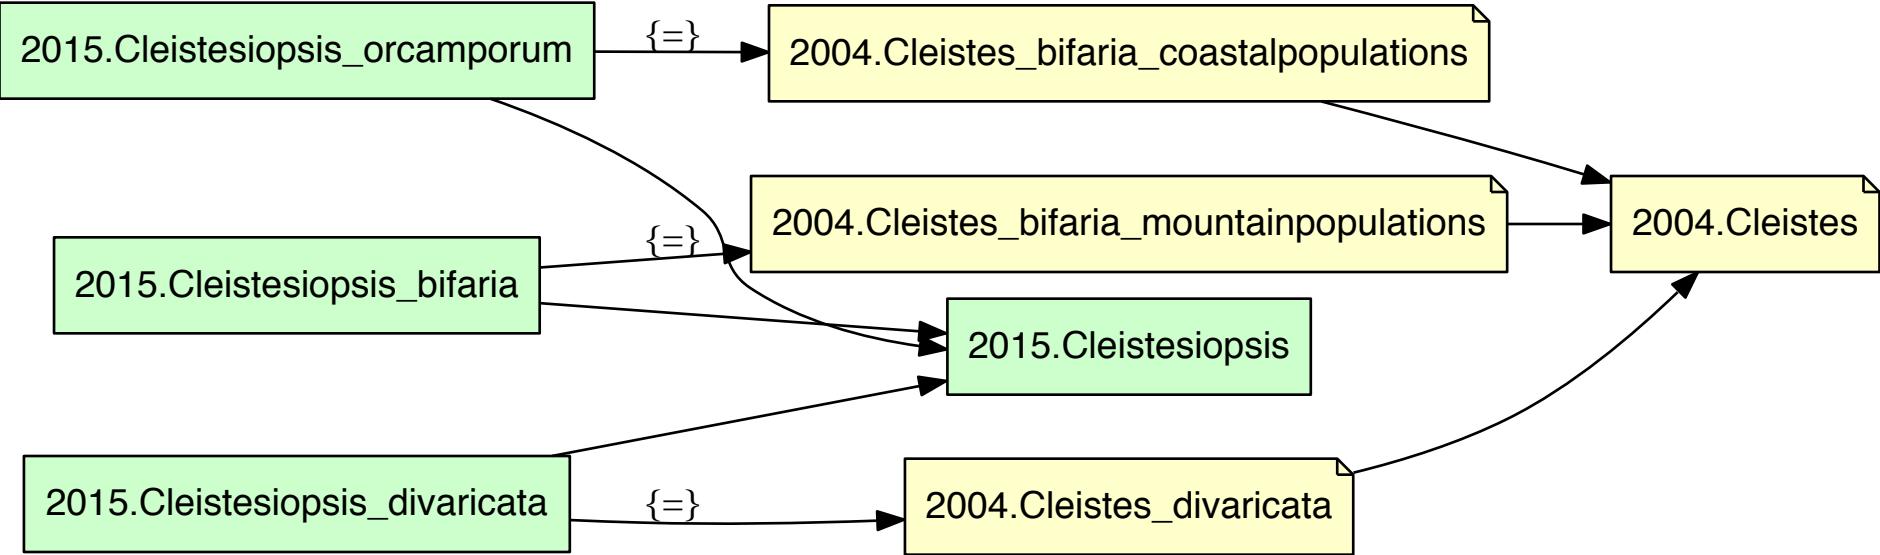 2015.Cleistesiopsis_orcamporum
{=}
2004.Cleistes_bifaria_coastalpopulations
2004.Cleistes_bifaria_mountainpopulations
2004.Cleistes
{=}
2015.Cleistesiopsis_bifaria
2015.Cleistesiopsis
2015.Cleistesiopsis_divaricata
{=}
2004.Cleistes_divaricata